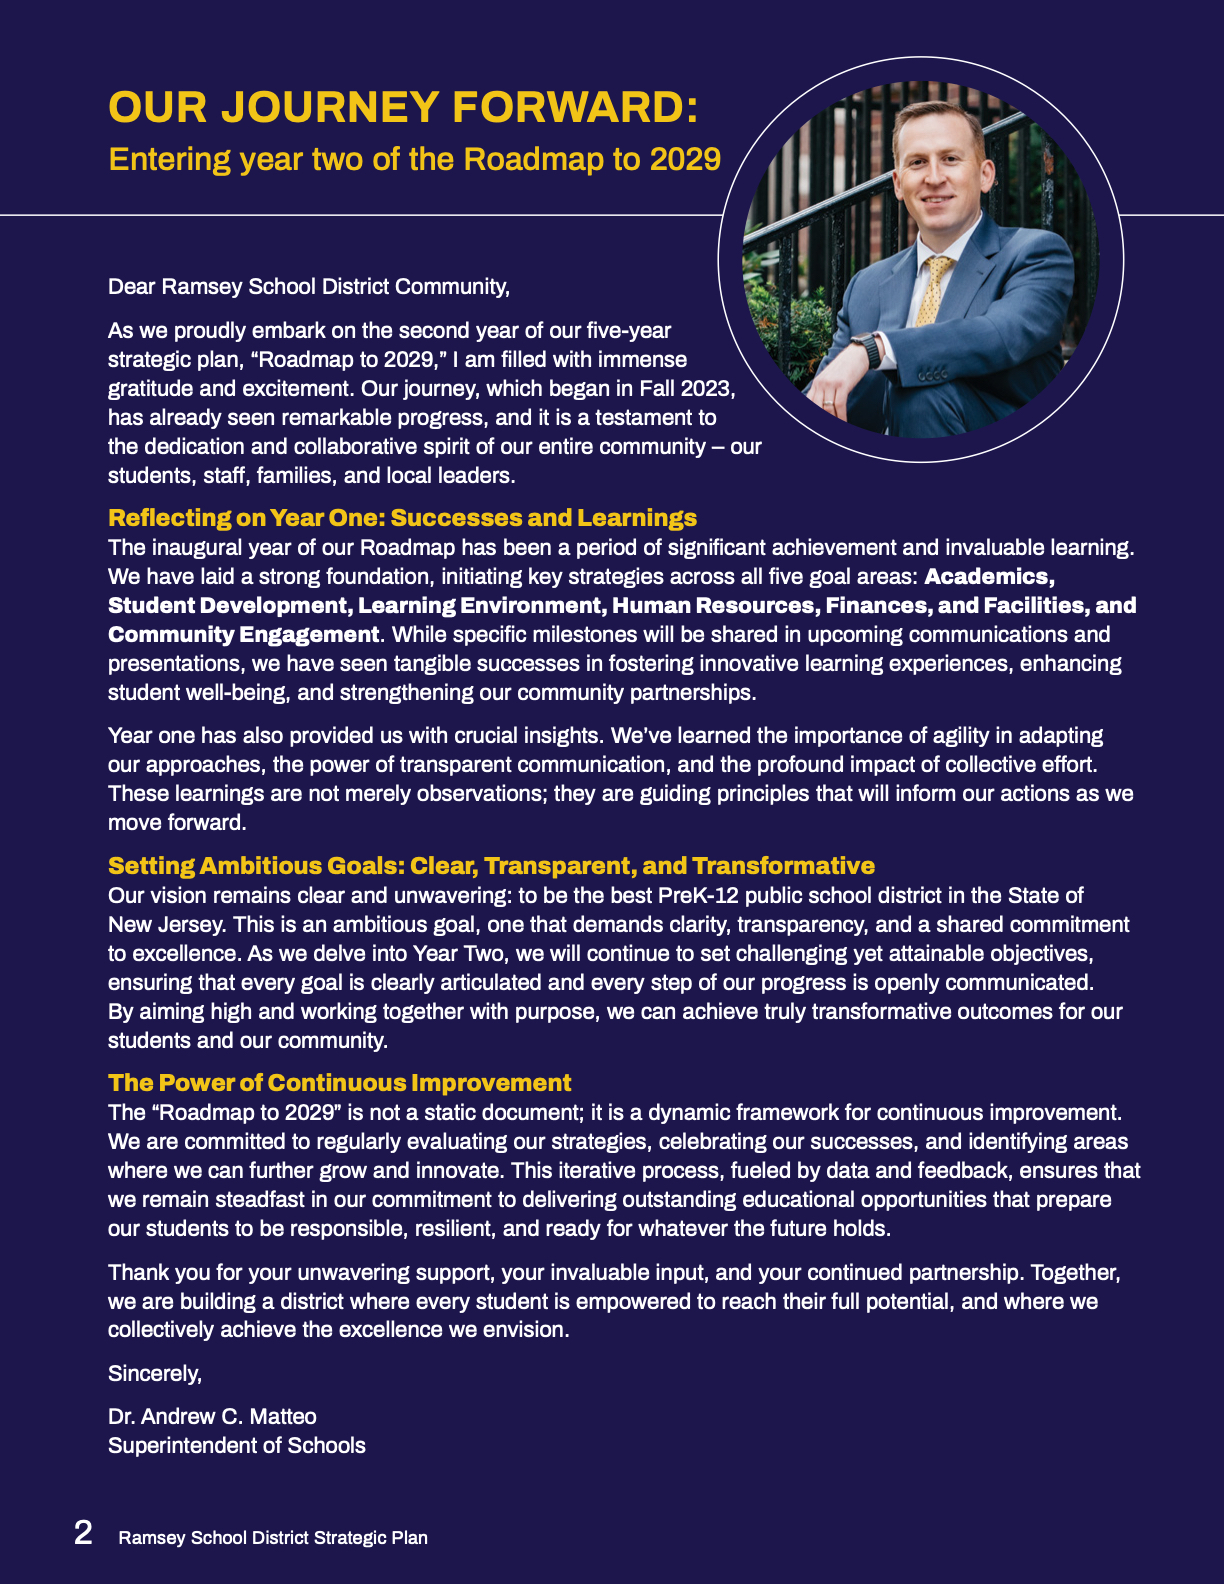 OUR JOURNEY FORWARD:
Entering year two of the Roadmap to 2029
Dear Ramsey School District Community,
As we proudly embark on the second year of our five-year
strategic plan, “Roadmap to 2029,” I am filled with immense
gratitude and excitement. Our journey, which began in Fall 2023,
has already seen remarkable progress, and it is a testament to
the dedication and collaborative spirit of our entire community – our
students, staff, families, and local leaders.
Reflecting on Year One: Successes and Learnings
The inaugural year of our Roadmap has been a period of significant achievement and invaluable learning.
We have laid a strong foundation, initiating key strategies across all five goal areas: Academics,
Student Development, Learning Environment, Human Resources, Finances, and Facilities, and
Community Engagement. While specific milestones will be shared in upcoming communications and
presentations, we have seen tangible successes in fostering innovative learning experiences, enhancing
student well-being, and strengthening our community partnerships.
Year one has also provided us with crucial insights. We’ve learned the importance of agility in adapting
our approaches, the power of transparent communication, and the profound impact of collective effort.
These learnings are not merely observations; they are guiding principles that will inform our actions as we
move forward.
Setting Ambitious Goals: Clear, Transparent, and Transformative
Our vision remains clear and unwavering: to be the best PreK-12 public school district in the State of
New Jersey. This is an ambitious goal, one that demands clarity, transparency, and a shared commitment
to excellence. As we delve into Year Two, we will continue to set challenging yet attainable objectives,
ensuring that every goal is clearly articulated and every step of our progress is openly communicated.
By aiming high and working together with purpose, we can achieve truly transformative outcomes for our
students and our community.
The Power of Continuous Improvement
The “Roadmap to 2029” is not a static document; it is a dynamic framework for continuous improvement.
We are committed to regularly evaluating our strategies, celebrating our successes, and identifying areas
where we can further grow and innovate. This iterative process, fueled by data and feedback, ensures that
we remain steadfast in our commitment to delivering outstanding educational opportunities that prepare
our students to be responsible, resilient, and ready for whatever the future holds.
Thank you for your unwavering support, your invaluable input, and your continued partnership. Together,
we are building a district where every student is empowered to reach their full potential, and where we
collectively achieve the excellence we envision.
Sincerely,
Dr. Andrew C. Matteo
Superintendent of Schools
2 Ramsey School District Strategic Plan